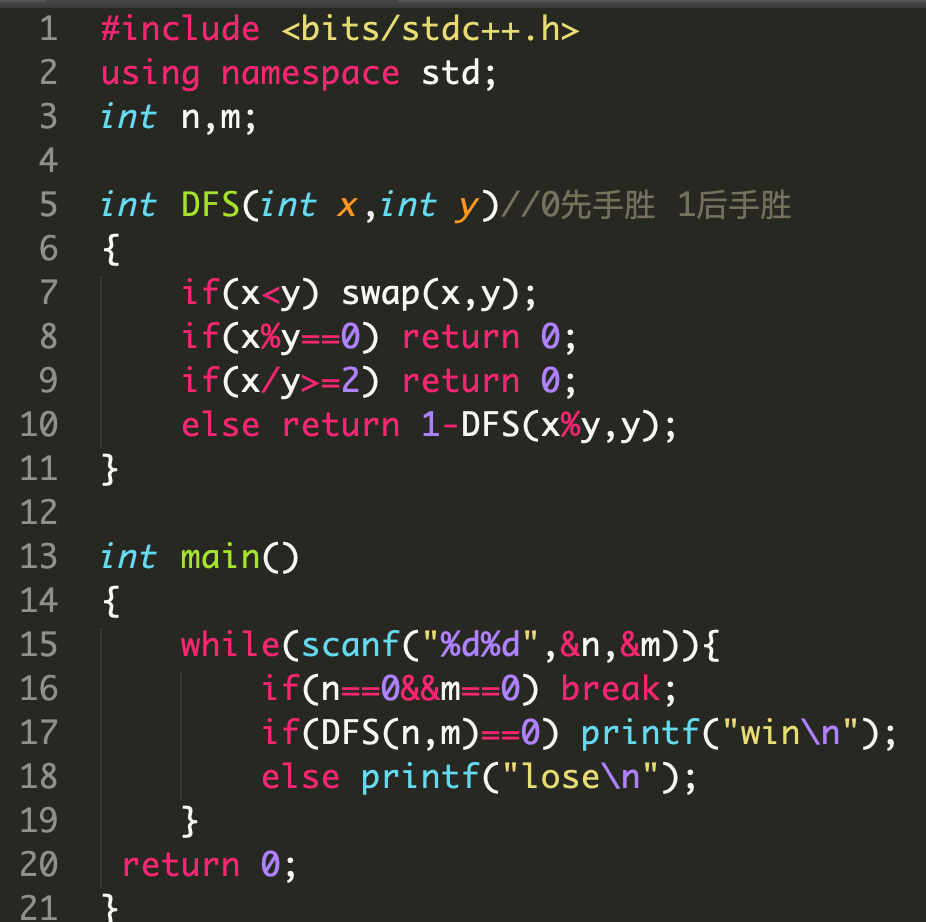 1 #include <bits/stdc++.h>
2 using namespace std;
3 int n,m;
4
5 int DFS(int x,int y)//0先手胜 1后手胜
6 {
7     if(x<y) swap(x,y);
8     if(x%y==0) return 0;
9     if(x/y>=2) return 0;
10     else return 1-DFS(x%y,y);
11 }
12
13 int main()
14 {
15     while(scanf("%d%d",&n,&m)){
16         if(n==0&&m==0) break;
17         if(DFS(n,m)==0) printf("win\n");
18         else printf("lose\n");
19     }
20  return 0;
21 }